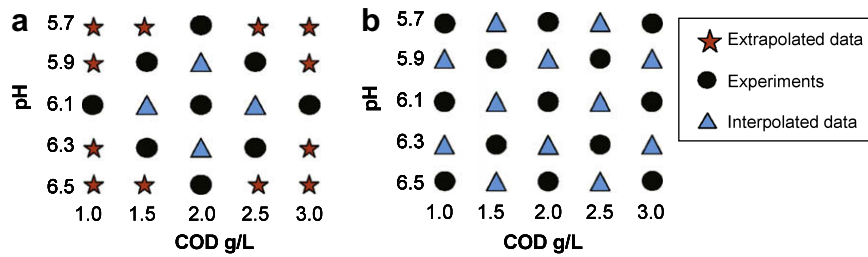 a
5.7
5.9
6.1
6.3
6.5
pH
1.0 1.5 2.0 2.5 3.0
COD g/L
b
5.7
5.9
6.1
6.3
6.5
pH
1.0 1.5 2.0 2.5 3.0
COD g/L
Extrapolated data
Experiments
Interpolated data